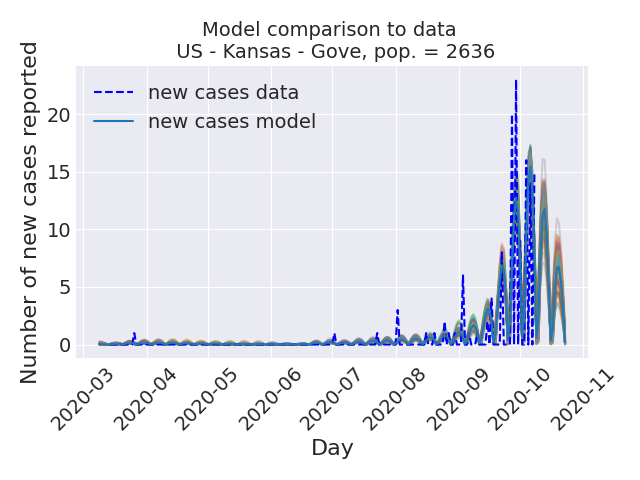 Model comparison to data
US - Kansas - Gove, pop. = 2636
new cases data
new cases model
Number of new cases reported
20
15
10
5
0
2020-03
2020-04
2020-05
2020-06
2020-07
2020-08
2020-09
2020-10
2020-11
Day